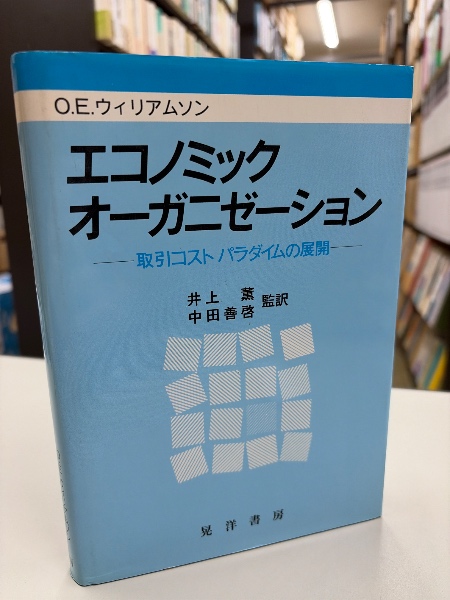 O.E.ウィリアムソン
エコノミック
オーガニゼーション
取引コスト パラダイムの展開
井上 薫
中田善啓 監訳
晃洋書房